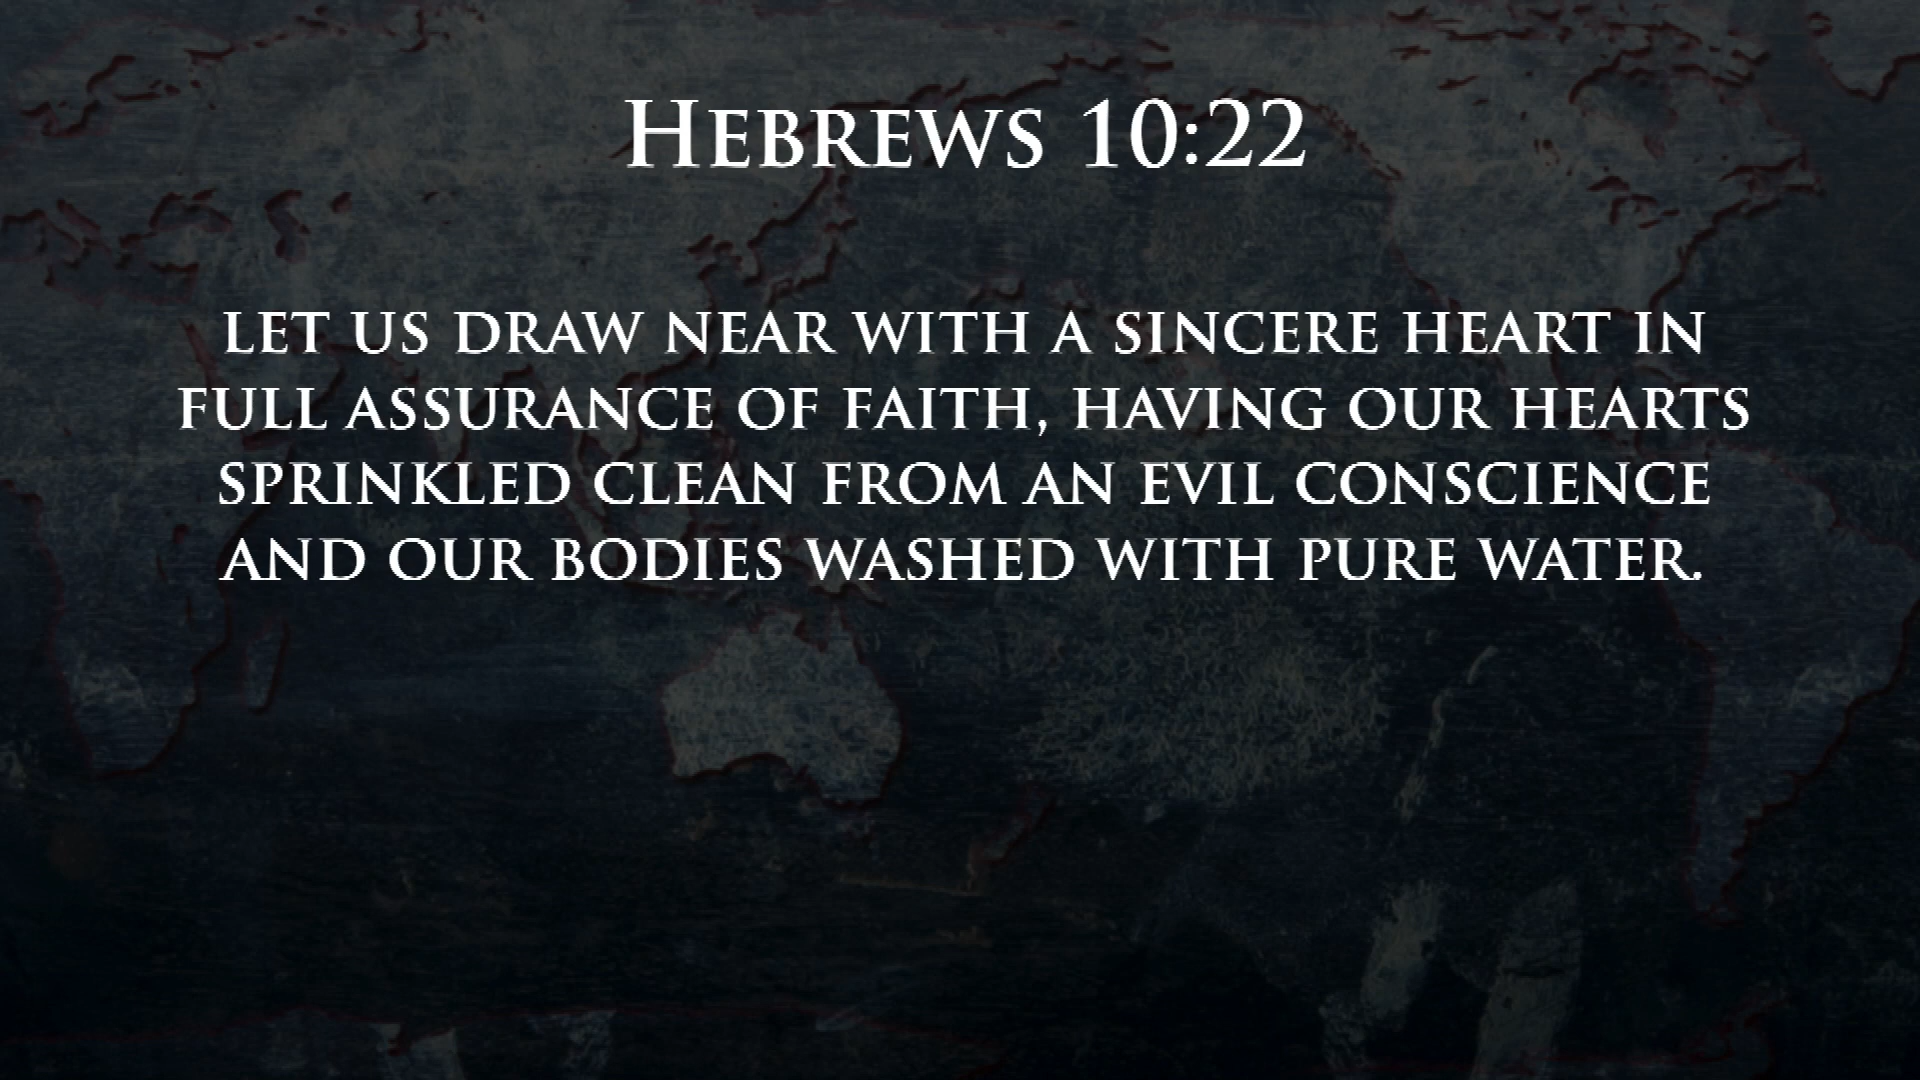 Hebrews 10:22
LET US DRAW NEAR WITH A SINCERE HEART IN
FULL ASSURANCE OF FAITH, HAVING OUR HEARTS
SPRINKLED CLEAN FROM AN EVIL CONSCIENCE
AND OUR BODIES WASHED WITH PURE WATER.